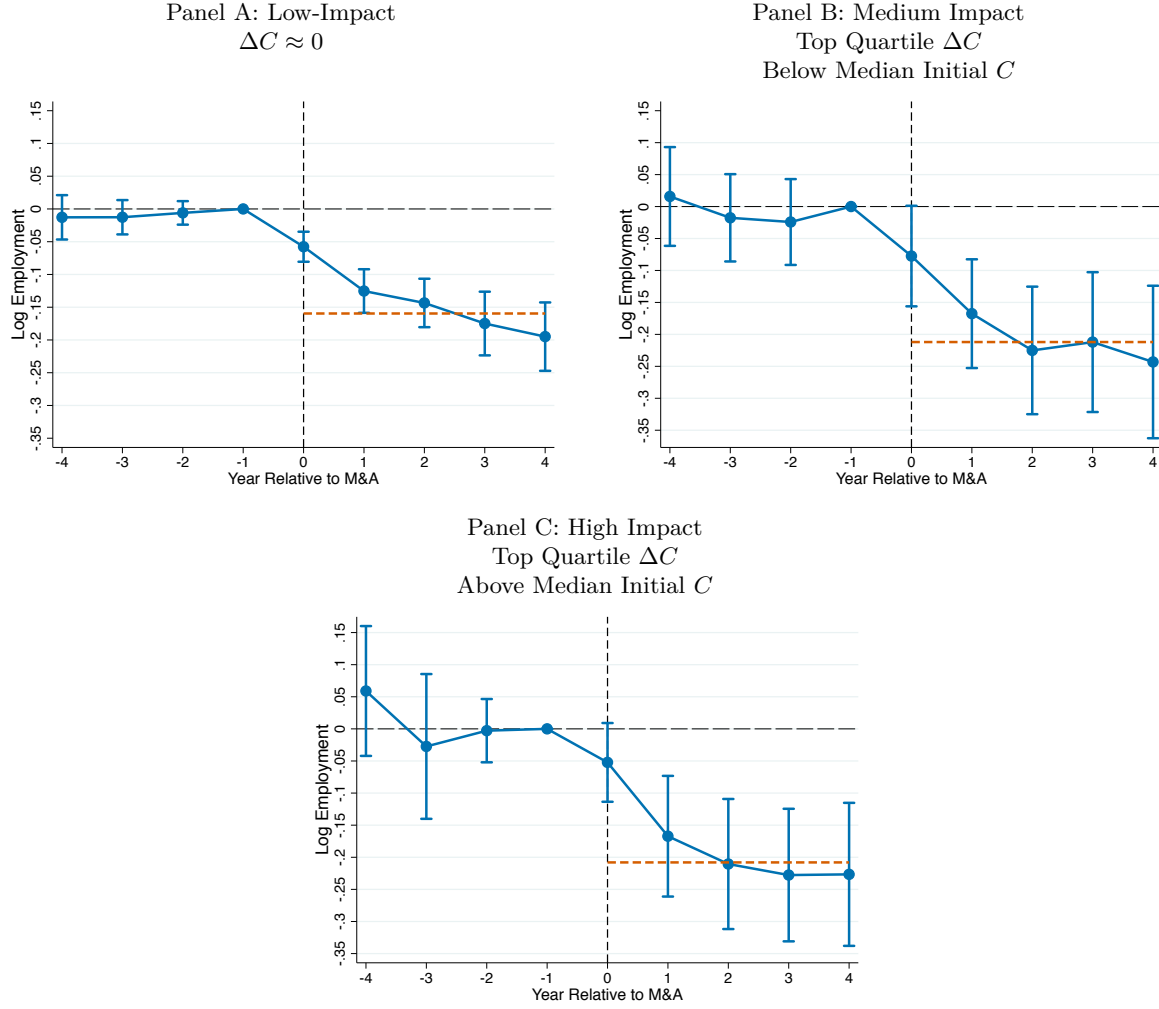 Panel A: Low-Impact
ΔC ≈ 0
.15
.1
.05
0
-.05
-.1
-.15
-.2
-.25
-.3
-.35
Log Employment
-4 -3 -2 -1 0 1 2 3 4
Year Relative to M&A
Panel B: Medium Impact
Top Quartile ΔC
Below Median Initial C
.15
.1
.05
0
-.05
-.1
-.15
-.2
-.25
-.3
-.35
Log Employment
-4 -3 -2 -1 0 1 2 3 4
Year Relative to M&A
Panel C: High Impact
Top Quartile ΔC
Above Median Initial C
.15
.1
.05
0
-.05
-.1
-.15
-.2
-.25
-.3
-.35
Log Employment
-4 -3 -2 -1 0 1 2 3 4
Year Relative to M&A